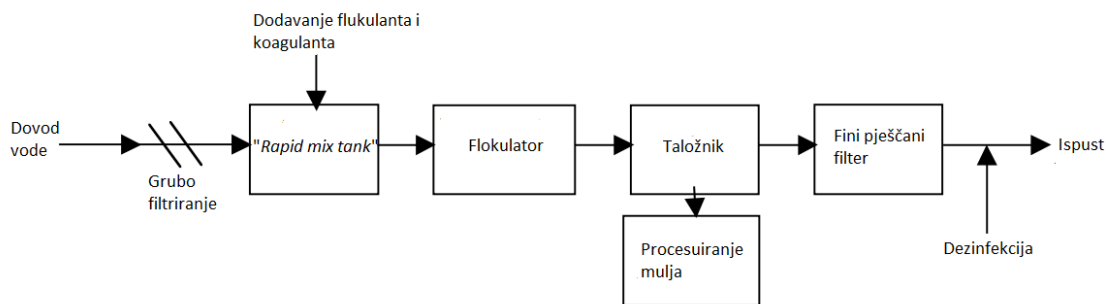 Dodavanje flukulanta i
koagulanta
Dovod
vode
Grubo
filtriranje
"Rapid mix tank"
Flokulator
Taložnik
Procesuiranje
mulja
Fini pješčani
filter
Dezinfekcija
Ispust